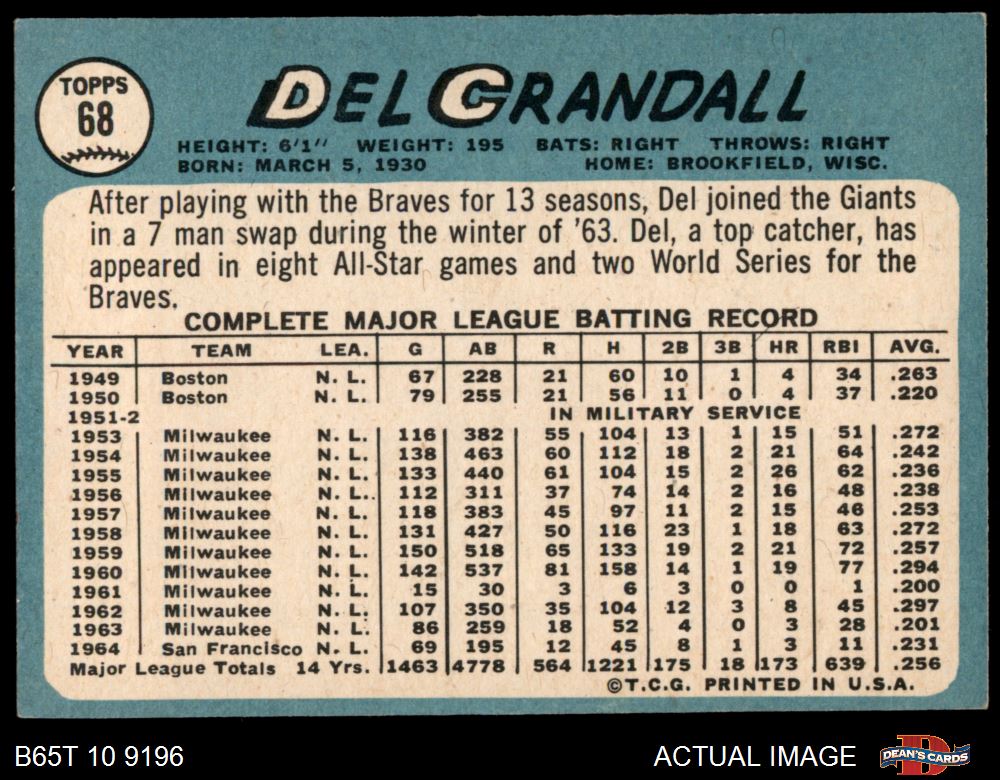 TOPPS
68
DEL CRANDALL
HEIGHT: 6'1" WEIGHT: 195 BATS: RIGHT THROWS: RIGHT
BORN: MARCH 5, 1930 HOME: BROOKFIELD, WISC.
After playing with the Braves for 13 seasons, Del joined the Giants
in a 7 man swap during the winter of '63. Del, a top catcher, has
appeared in eight All-Star games and two World Series for the
Braves.
COMPLETE MAJOR LEAGUE BATTING RECORD
YEAR TEAM LEA. G AB R H 2B 3B HR RBI AVG.
1949 Boston N. L. 67 228 21 60 10 1 4 34 .263
1950 Boston N. L. 79 255 21 56 11 0 4 37 .220
1951-2 IN MILITARY SERVICE
1953 Milwaukee N. L. 116 382 55 104 13 1 15 51 .272
1954 Milwaukee N. L. 138 463 60 112 18 2 21 64 .242
1955 Milwaukee N. L. 133 440 61 104 15 2 26 62 .236
1956 Milwaukee N. L. 112 311 37 74 14 2 16 48 .238
1957 Milwaukee N. L. 118 383 45 97 11 2 15 46 .253
1958 Milwaukee N. L. 131 427 50 116 23 1 18 63 .272
1959 Milwaukee N. L. 150 518 65 133 19 2 21 72 .257
1960 Milwaukee N. L. 142 537 81 158 14 1 19 77 .294
1961 Milwaukee N. L. 15 30 3 6 3 0 0 1 .200
1962 Milwaukee N. L. 107 350 35 104 12 3 8 45 .297
1963 Milwaukee N. L. 86 259 18 52 4 0 3 28 .201
1964 San Francisco N. L. 69 195 12 45 8 1 3 11 .231
Major League Totals 14 Yrs. 1463 4778 564 1221 175 18 173 639 .256
©T.C.G. PRINTED IN U.S.A.
B65T 10 9196 ACTUAL IMAGE DEAN'S CARDS